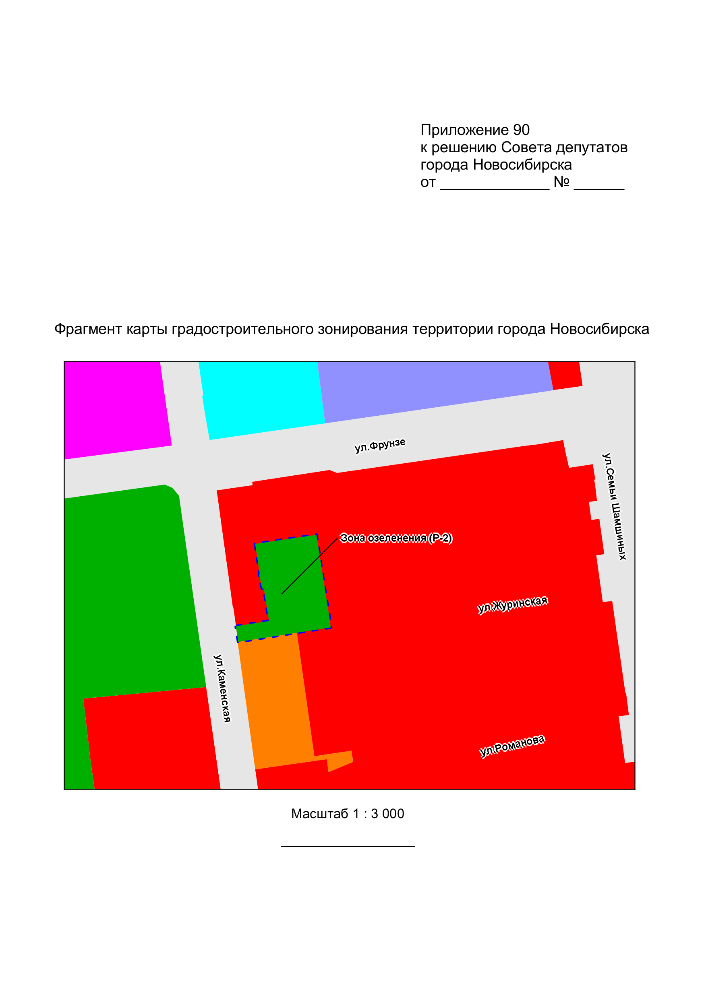 Приложение 90
к решению Совета депутатов
города Новосибирска
от _____________ № ______
Фрагмент карты градостроительного зонирования территории города Новосибирска
ул.Фрунзе
ул.Семьи Шамшиных
Зона озеленения (Р-2)
ул.Журинская
ул.Каменская
ул.Романова
Масштаб 1 : 3 000